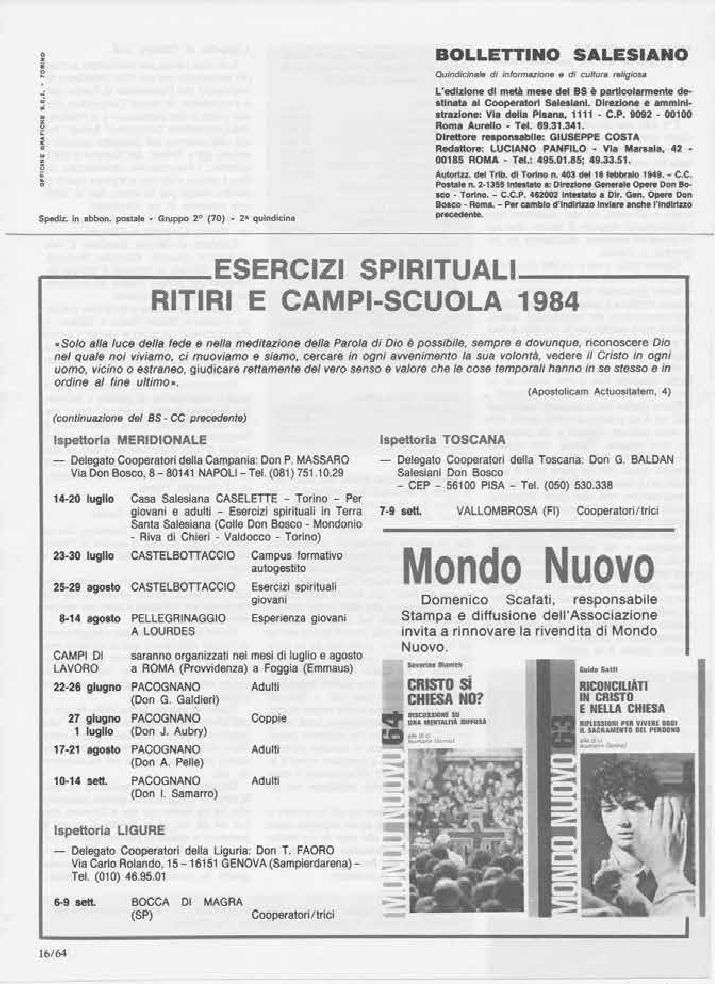 OFFICINE GRAFICHE S.E.I. - TORINO
Spediz. in abbon. postale - Gruppo 2º (70) - 2ª quindicina
BOLLETTINO SALESIANO
Quindicinale di informazione e di cultura religiosa
L'edizione di metà mese del BS è particolarmente de-
stinata ai Cooperatori Salesiani. Direzione e ammini-
strazione: Via della Pisana, 1111 - C.P. 9092 - 00100
Roma Aurelio - Tel. 69.31.341.
Direttore responsabile: GIUSEPPE COSTA
Redattore: LUCIANO PANFILO - Via Marsala, 42 -
00185 ROMA - Tel.: 495.01.85; 49.33.51.
Autorizz. del Trib. di Torino n. 403 del 18 febbraio 1949. - C.C.
Postale n. 2-1355 intestato a: Direzione Generale Opere Don Bo-
sco - Torino. - C.C.P. 462002 intestato a Dir. Gen. Opere Don
Bosco - Roma. - Per cambio d'indirizzo inviare anche l'indirizzo
precedente.
ESERCIZI SPIRITUALI
RITIRI E CAMPI-SCUOLA 1984
«Solo alla luce della fede e nella meditazione della Parola di Dio è possibile, sempre e dovunque, riconoscere Dio
nel quale noi viviamo, ci muoviamo e siamo, cercare in ogni avvenimento la sua volontà, vedere il Cristo in ogni
uomo, vicino o estraneo, giudicare rettamente del vero senso e valore che le cose temporali hanno in se stesse e in
ordine al fine ultimo».
(Apostolicam Actuositatem, 4)
(continuazione del BS - CC precedente)
Ispettoria MERIDIONALE
— Delegato Cooperatori della Campania: Don P. MASSARO
Via Don Bosco, 8 – 80141 NAPOLI – Tel. (081) 751.10.29
14-20 luglio Casa Salesiana CASELETTE – Torino – Per
giovani e adulti – Esercizi spirituali in Terra
Santa Salesiana (Colle Don Bosco - Mondonio
- Riva di Chieri - Valdocco - Torino)
23-30 luglio CASTELBOTTACCIO Campus formativo
autogestito
25-29 agosto CASTELBOTTACCIO Esercizi spirituali
giovani
8-14 agosto PELLEGRINAGGIO Esperienza giovani
A LOURDES
CAMPI DI saranno organizzati nei mesi di luglio e agosto
LAVORO a ROMA (Provvidenza) a Foggia (Emmaus)
22-26 giugno PACOGNANO Adulti
(Don G. Galdieri)
27 giugno PACOGNANO Coppie
1 luglio (Don J. Aubry)
17-21 agosto PACOGNANO Adulti
(Don A. Pelle)
10-14 sett. PACOGNANO Adulti
(Don I. Samarro)
Ispettoria LIGURE
— Delegato Cooperatori della Liguria: Don T. FAORO
Via Carlo Rolando, 15 – 16151 GENOVA (Sampierdarena) –
Tel. (010) 46.95.01
6-9 sett. BOCCA DI MAGRA
(SP) Cooperatori/trici
Ispettoria TOSCANA
— Delegato Cooperatori della Toscana: Don G. BALDAN
Salesiani Don Bosco
– CEP – 56100 PISA – Tel. (050) 530.338
7-9 sett. VALLOMBROSA (FI) Cooperatori/trici
Mondo Nuovo
Domenico Scafati, responsabile
Stampa e diffusione dell'Associazione
invita a rinnovare la rivendita di Mondo
Nuovo.
Severino Dianich
CRISTO SÌ
CHIESA NO?
DISCUSSIONE SU
UNA MENTALITÀ DIFFUSA
MONDO NUOVO 64
Guido Gatti
RICONCILIATI
IN CRISTO
E NELLA CHIESA
RIFLESSIONI PER VIVERE OGGI
IL SACRAMENTO DEL PERDONO
MONDO NUOVO 63
16/64